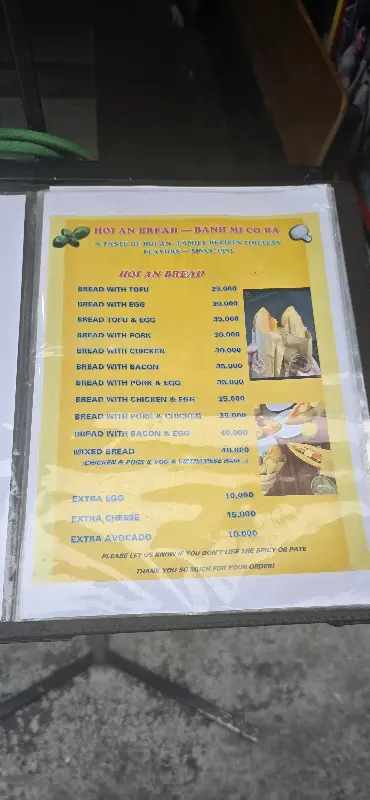 HOI AN BREAD — BANH MI CO BA
A TASTE OF HOI AN - FAMILY RECIPES TIMELESS
FLAVORS — SINCE
HOI AN BREAD
BREAD WITH TOFU 25.000
BREAD WITH EGG 30.000
BREAD TOFU & EGG 35.000
BREAD WITH PORK 30.000
BREAD WITH CHICKEN 30.000
BREAD WITH BACON 35.000
BREAD WITH PORK & EGG 35.000
BREAD WITH CHICKEN & EGG 35.000
BREAD WITH PORK & CHICKEN 35.000
BREAD WITH BACON & EGG 40.000
MIXED BREAD 40.000
(CHICKEN & PORK & EGG & VIETNAMESE
EXTRA EGG 10,000
EXTRA CHEESE 15,000
EXTRA AVOCADO 10.000
PLEASE LET US KNOW IF YOU DON'T LIKE THE SPICY OR PATE
THANK YOU SO MUCH FOR YOUR ORDER!